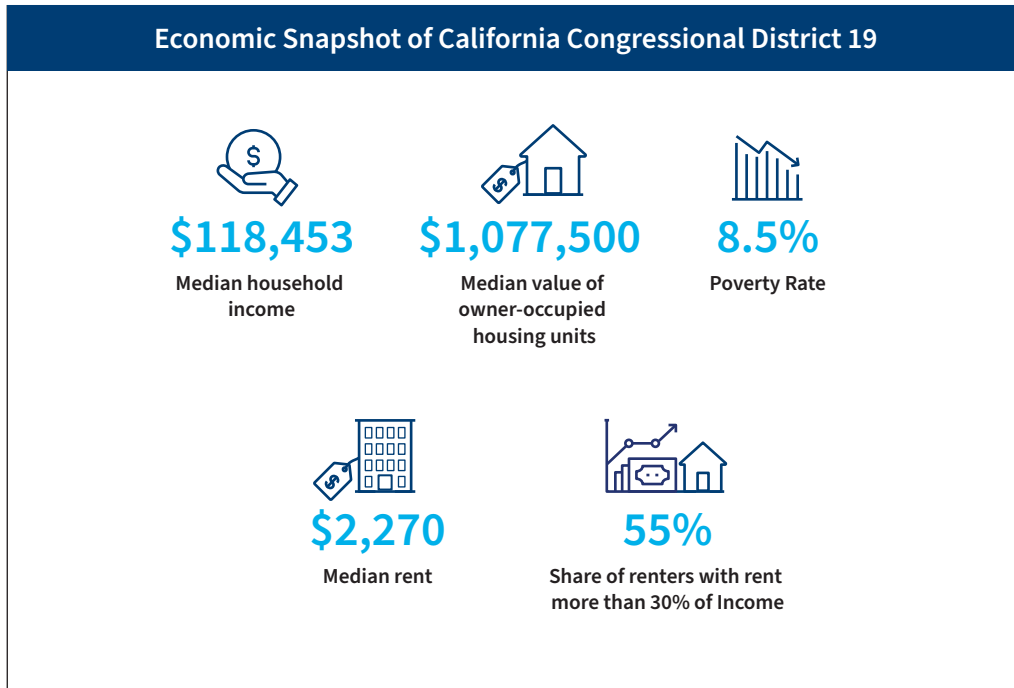 Economic Snapshot of California Congressional District 19
$
$118,453
Median household
income
$
$1,077,500
Median value of
owner-occupied
housing units
8.5%
Poverty Rate
$
$2,270
Median rent
55%
Share of renters with rent
more than 30% of Income